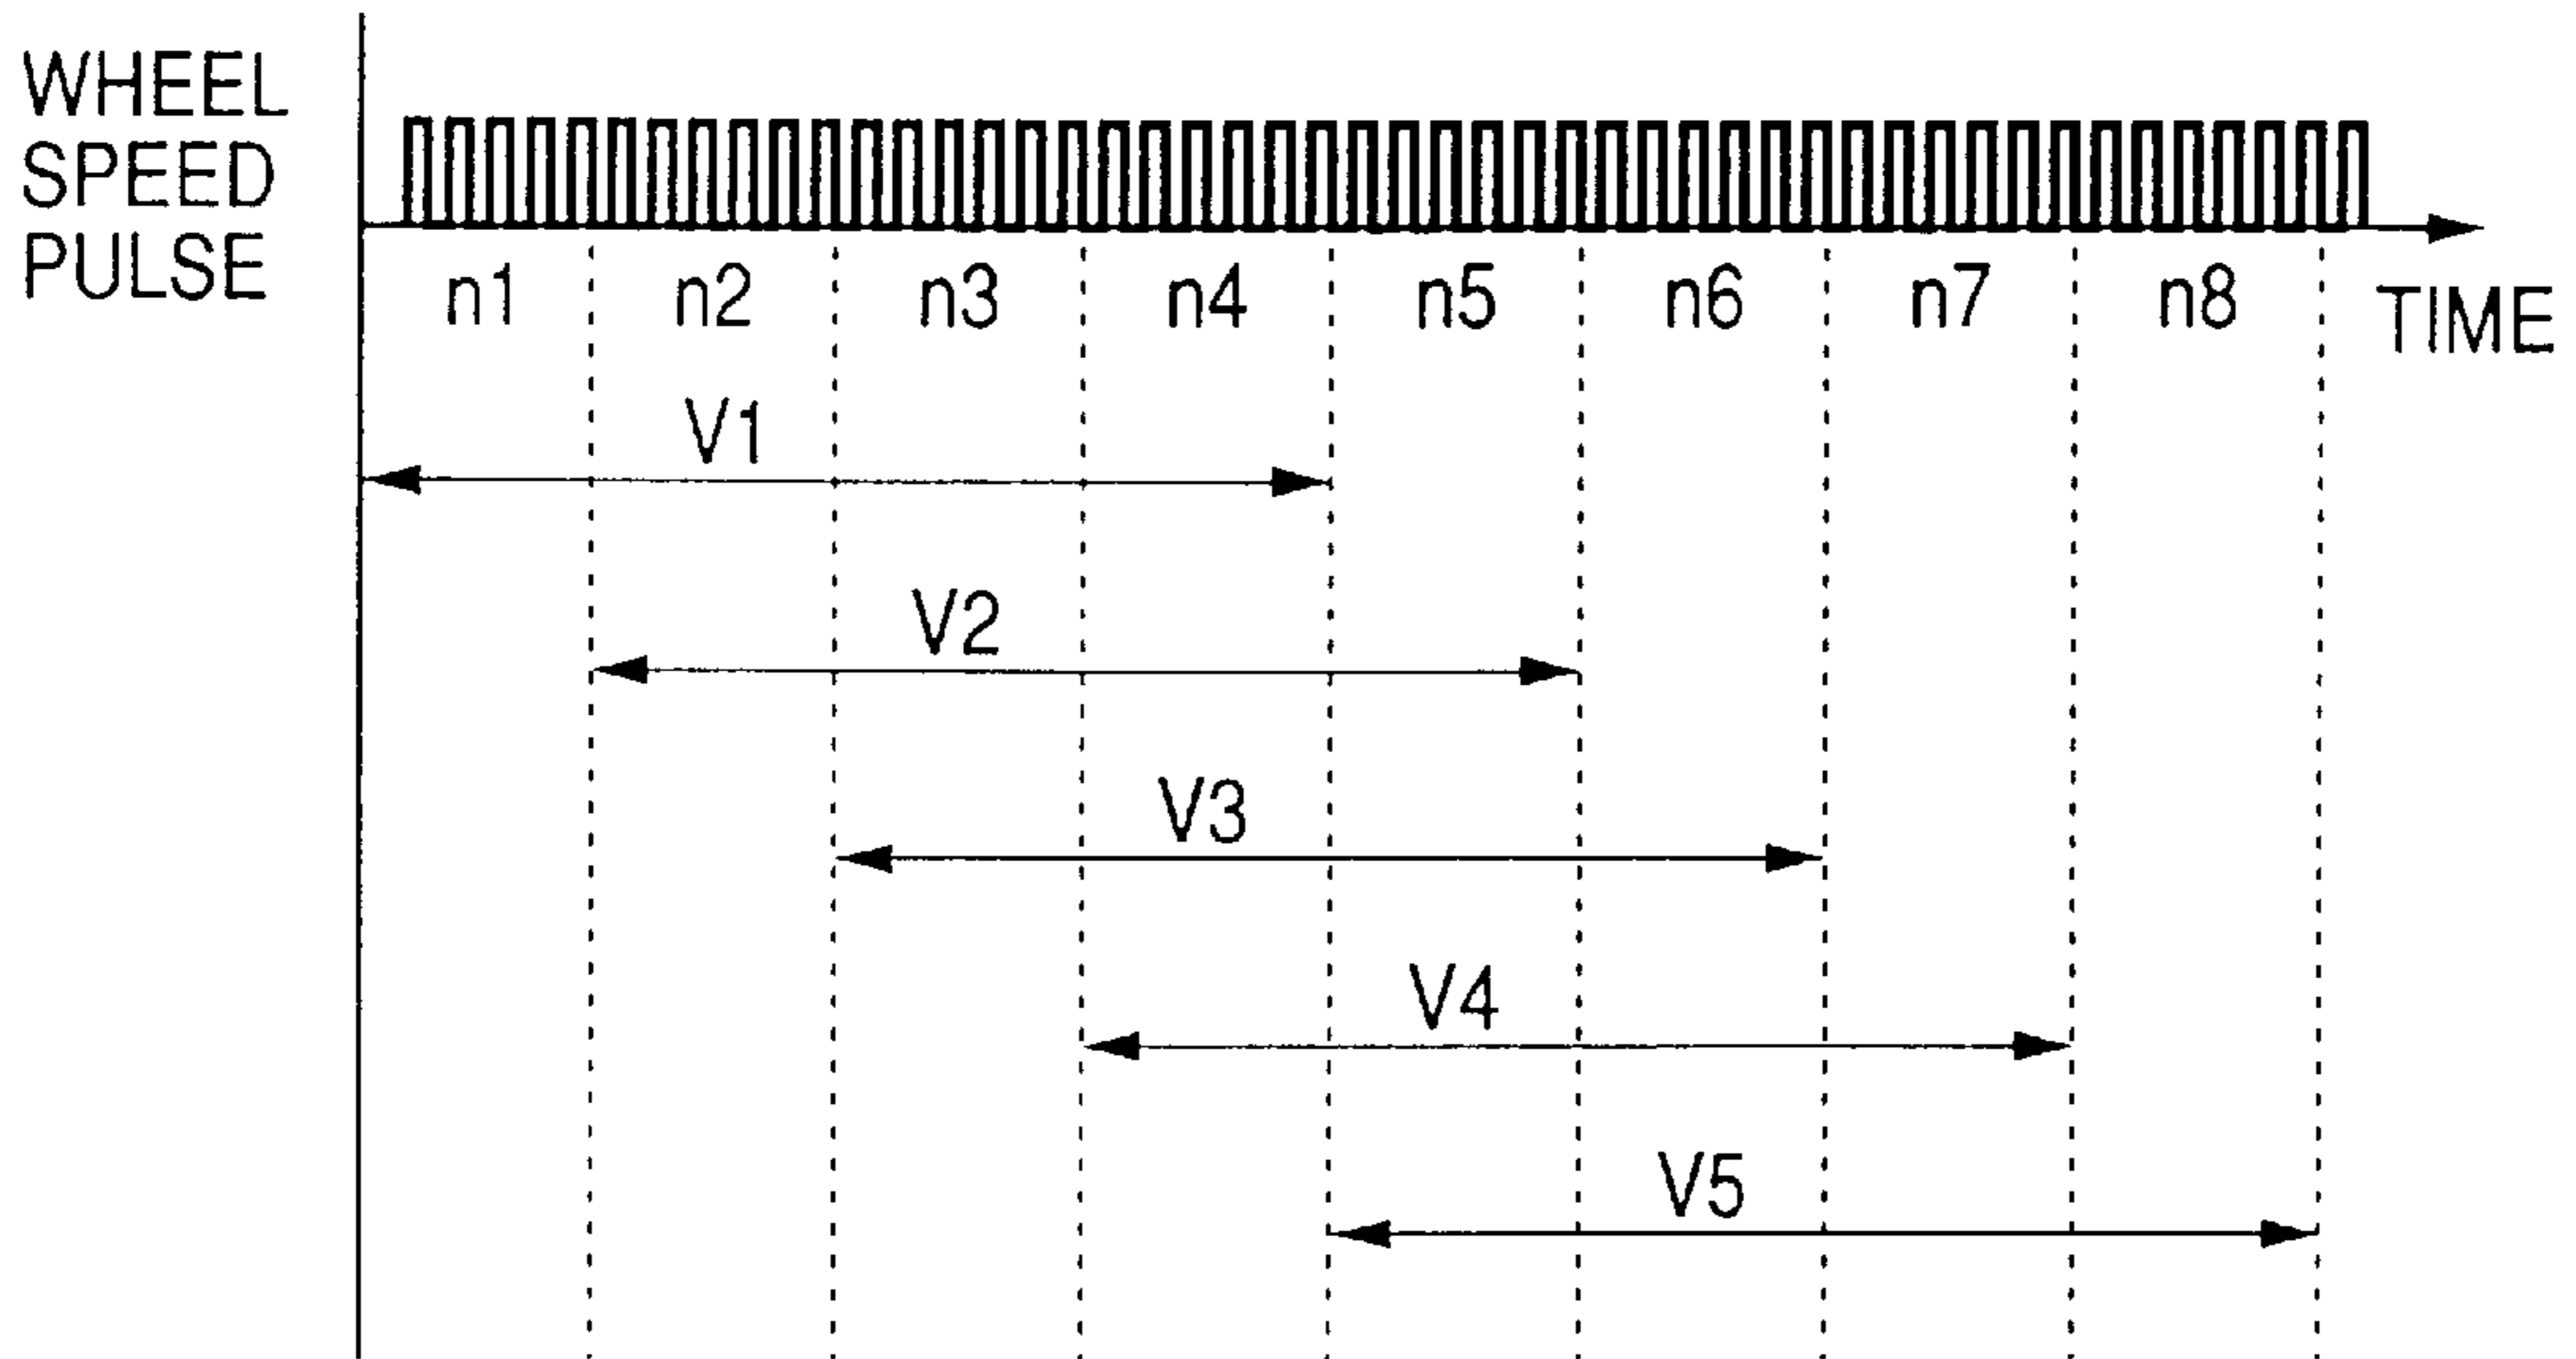 WHEEL
SPEED
PULSE
n1 n2 n3 n4 n5 n6 n7 n8
TIME
V1
V2
V3
V4
V5